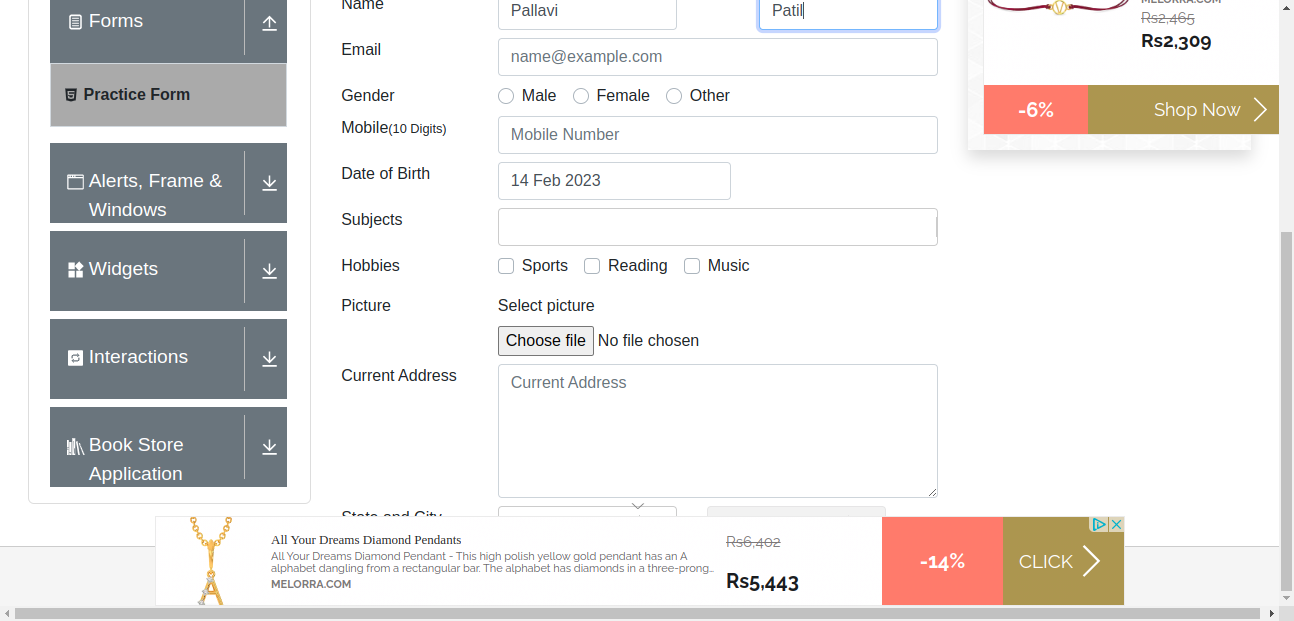 Forms
Practice Form
Alerts, Frame &
Windows
Widgets
Interactions
Book Store
Application
Name
Pallavi
Patil
Email
name@example.com
Gender
Male
Female
Other
Mobile(10 Digits)
Mobile Number
Date of Birth
14 Feb 2023
Subjects
Hobbies
Sports
Reading
Music
Picture
Select picture
Choose file No file chosen
Current Address
Current Address
State and City
MELORRA.COM
Rs2,465
Rs2,309
-6%
Shop Now
All Your Dreams Diamond Pendants
All Your Dreams Diamond Pendant - This high polish yellow gold pendant has an A
alphabet dangling from a rectangular bar. The alphabet has diamonds in a three-prong...
MELORRA.COM
Rs6,402
Rs5,443
-14%
CLICK